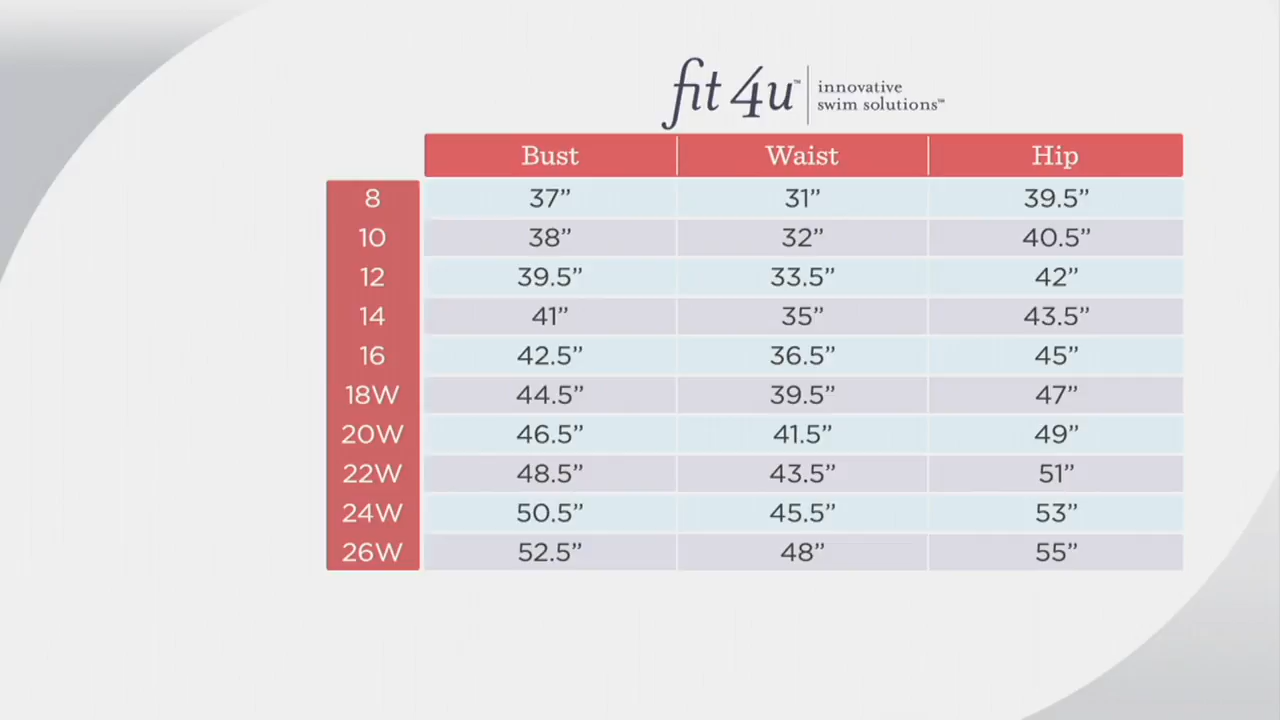 fit 4u™ innovative
swim solutions℠
Bust Waist Hip
8 37” 31” 39.5”
10 38” 32” 40.5”
12 39.5” 33.5” 42”
14 41” 35” 43.5”
16 42.5” 36.5” 45”
18W 44.5” 39.5” 47”
20W 46.5” 41.5” 49”
22W 48.5” 43.5” 51”
24W 50.5” 45.5” 53”
26W 52.5” 48” 55”